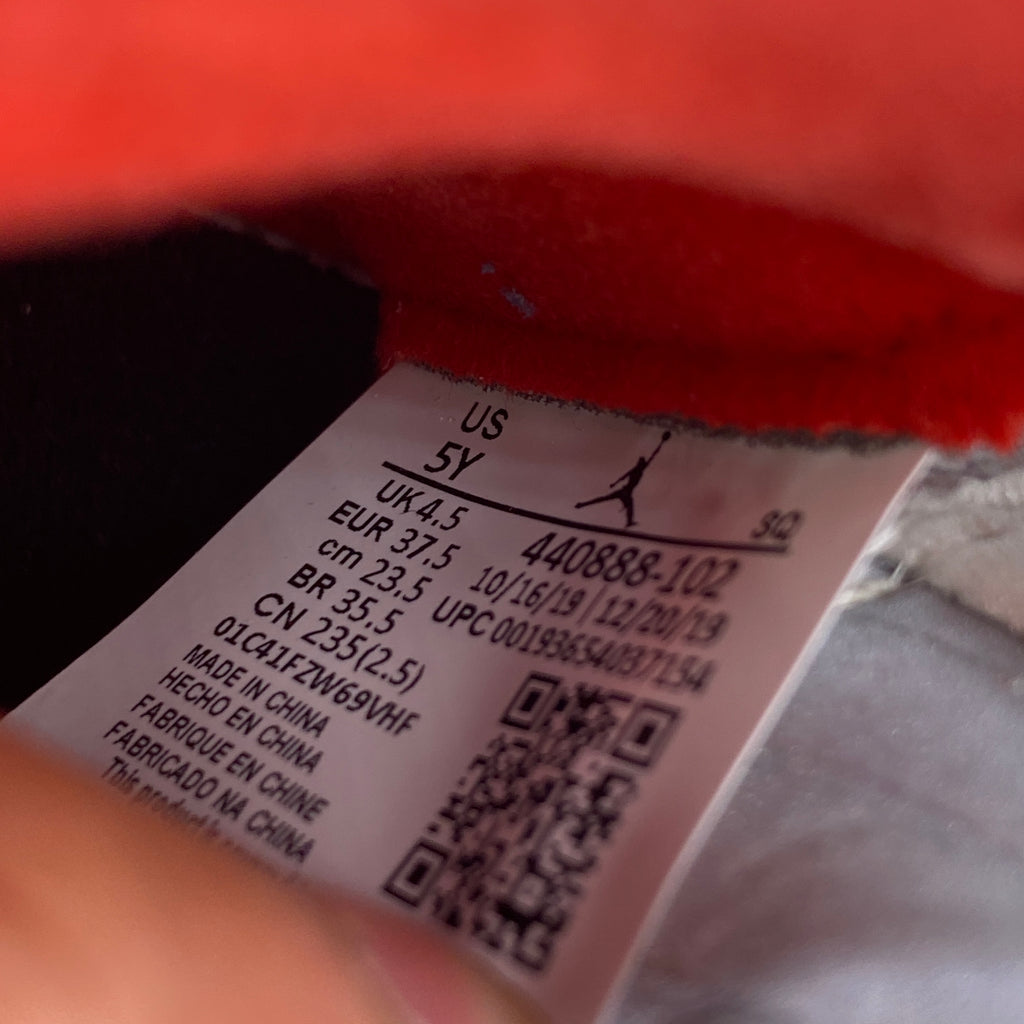 US
5Y
UK 4.5
EUR 37.5
cm 23.5
BR 35.5
CN 235(2.5)
01C41FZW69VHF
MADE IN CHINA
HECHO EN CHINA
FABRIQUE EN CHINE
FABRICADO NA CHINA
This product
SQ
440888-102
10/16/19 | 12/20/19
UPC 00193654037154